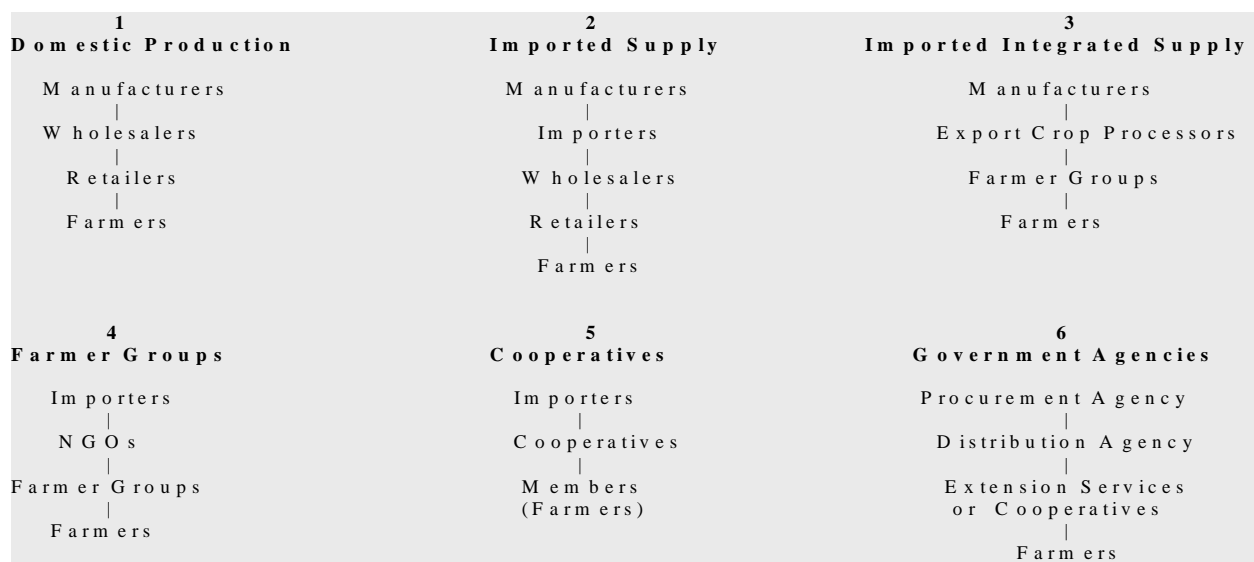 1
Domestic Production
Manufacturers
|
Wholesalers
|
Retailers
|
Farmers
2
Imported Supply
Manufacturers
|
Importers
|
Wholesalers
|
Retailers
|
Farmers
3
Imported Integrated Supply
Manufacturers
|
Export Crop Processors
|
Farmer Groups
|
Farmers
4
Farmer Groups
Importers
|
NGOs
|
Farmer Groups
|
Farmers
5
Cooperatives
Importers
|
Cooperatives
|
Members
(Farmers)
6
Government Agencies
Procurement Agency
|
Distribution Agency
|
Extension Services
or Cooperatives
|
Farmers